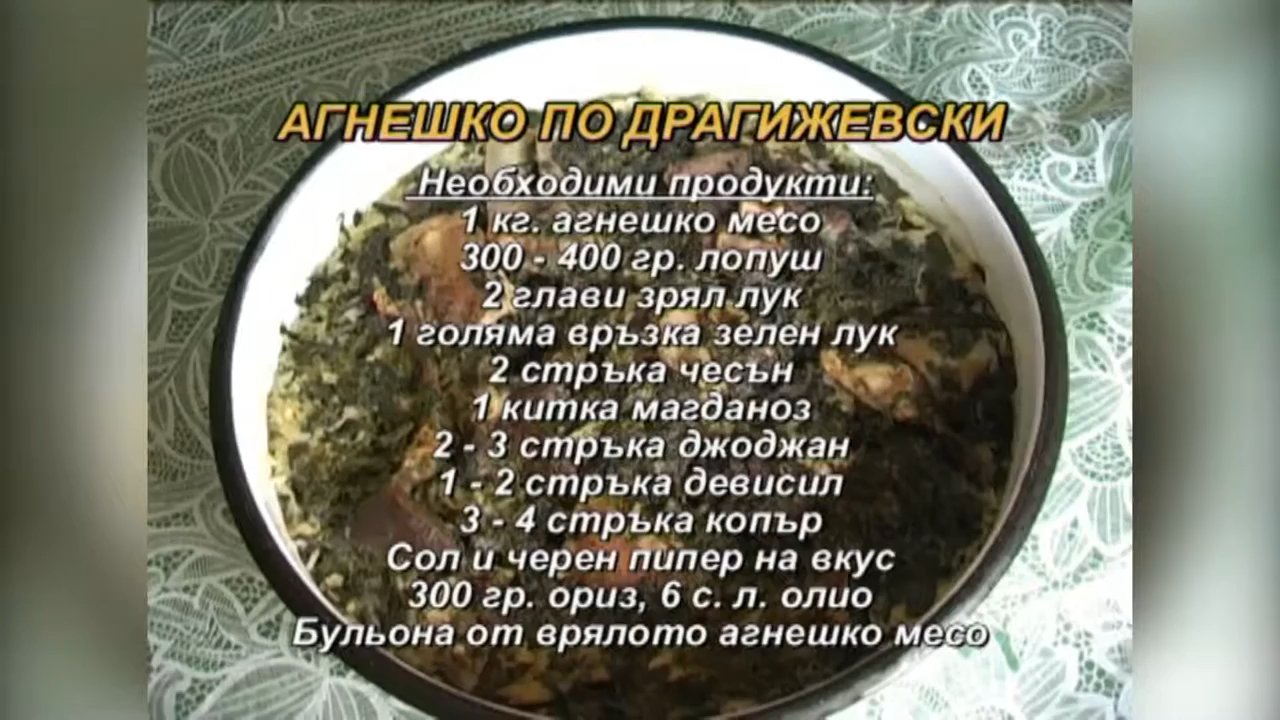 АГНЕШКО ПО ДРАГИЖЕВСКИ
Необходими продукти:
1 кг. агнешко месо
300 - 400 гр. лопуш
2 глави зрял лук
1 голяма връзка зелен лук
2 стръка чесън
1 китка магданоз
2 - 3 стръка джоджан
1 - 2 стръка девисил
3 - 4 стръка копър
Сол и черен пипер на вкус
300 гр. ориз, 6 с. л. олио
Бульона от врялото агнешко месо